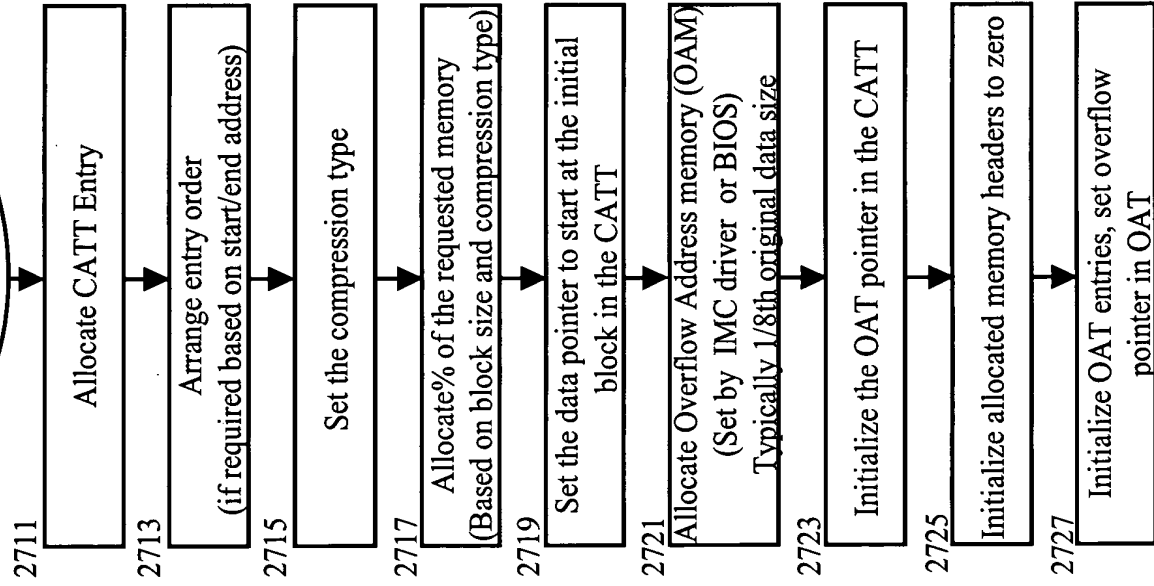 2711
Allocate CATT Entry
2713
Arrange entry order
(if required based on start/end address)
2715
Set the compression type
2717
Allocate% of the requested memory
(Based on block size and compression type)
2719
Set the data pointer to start at the initial
block in the CATT
2721
Allocate Overflow Address memory (OAM)
(Set by IMC driver or BIOS)
Typically 1/8th original data size
2723
Initialize the OAT pointer in the CATT
2725
Initialize allocated memory headers to zero
2727
Initialize OAT entries, set overflow
pointer in OAT